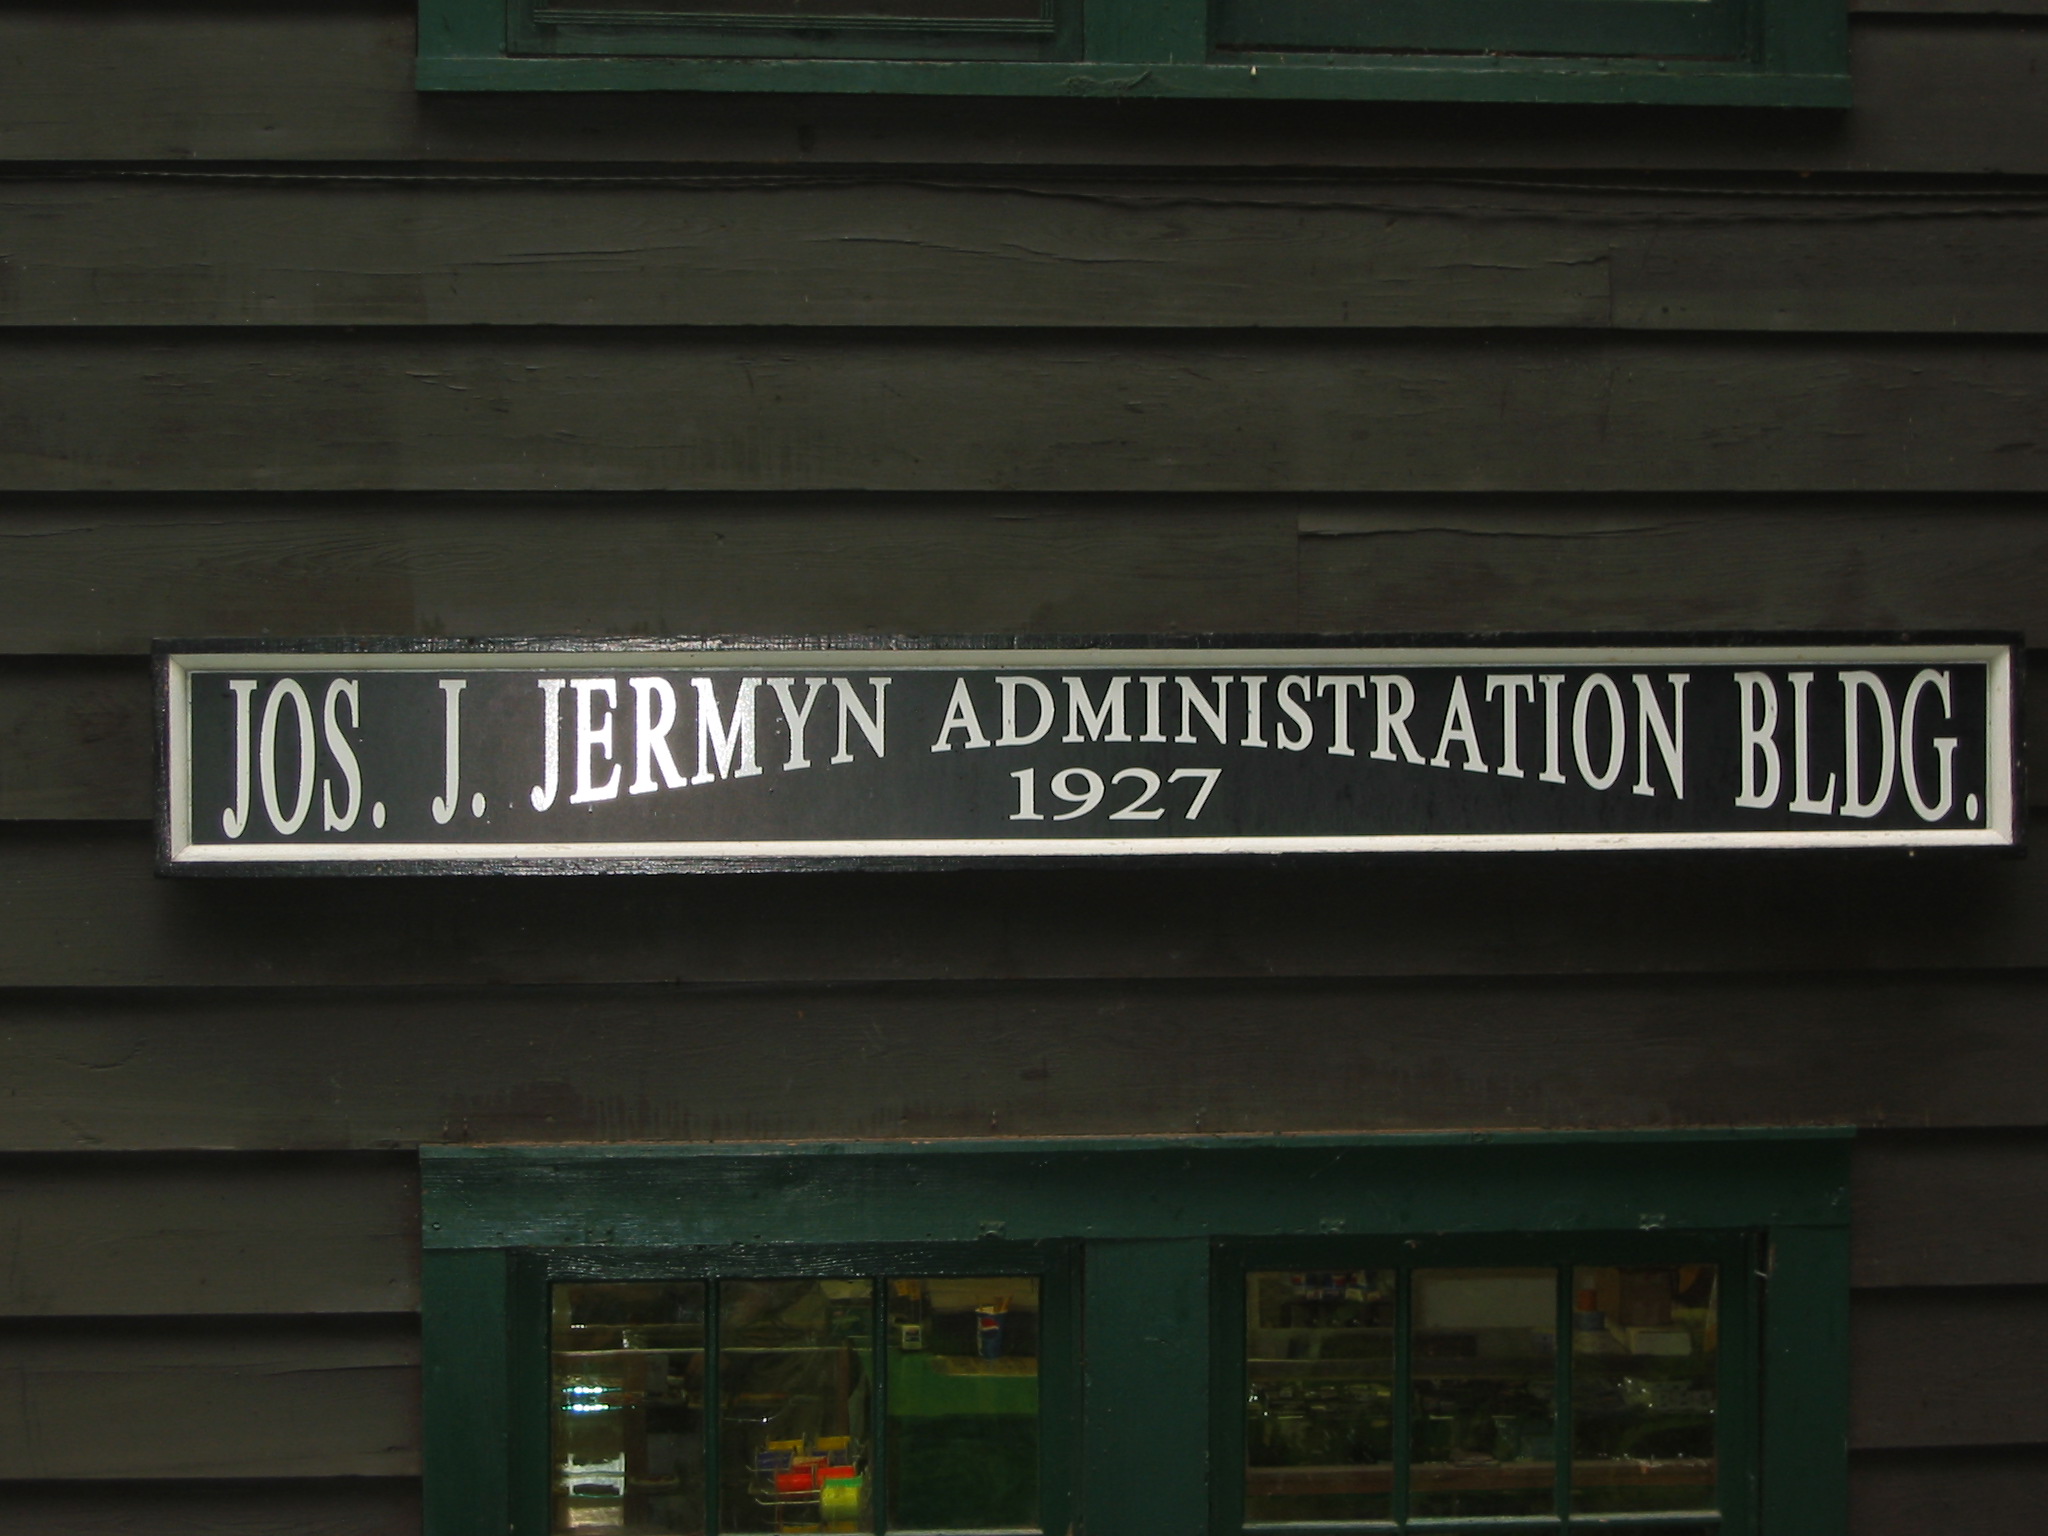 JOS. J. JERMYN ADMINISTRATION BLDG.
1927